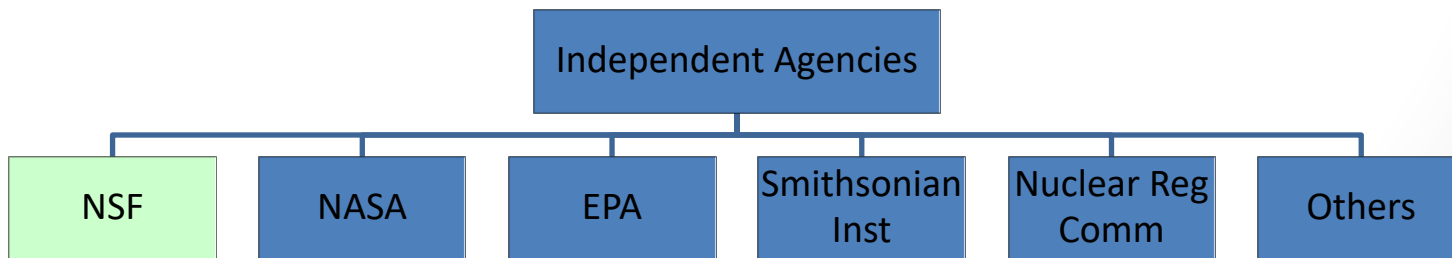 Independent Agencies
NSF
NASA
EPA
Smithsonian
Inst
Nuclear Reg
Comm
Others